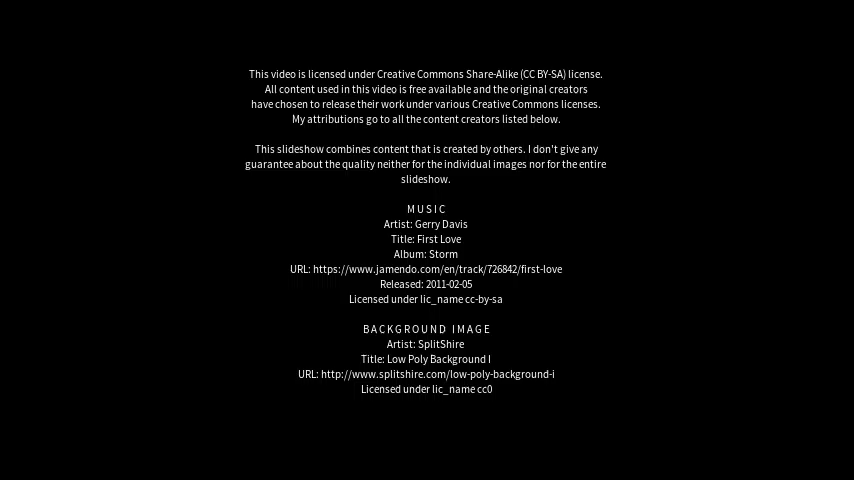 This video is licensed under Creative Commons Share-Alike (CC BY-SA) license.
All content used in this video is free available and the original creators
have chosen to release their work under various Creative Commons licenses.
My attributions go to all the content creators listed below.
This slideshow combines content that is created by others. I don't give any
guarantee about the quality neither for the individual images nor for the entire
slideshow.
MUSIC
Artist: Gerry Davis
Title: First Love
Album: Storm
URL: https://www.jamendo.com/en/track/726842/first-love
Released: 2011-02-05
Licensed under lic_name cc-by-sa
BACKGROUND IMAGE
Artist: SplitShire
Title: Low Poly Background I
URL: http://www.splitshire.com/low-poly-background-i
Licensed under lic_name cc0